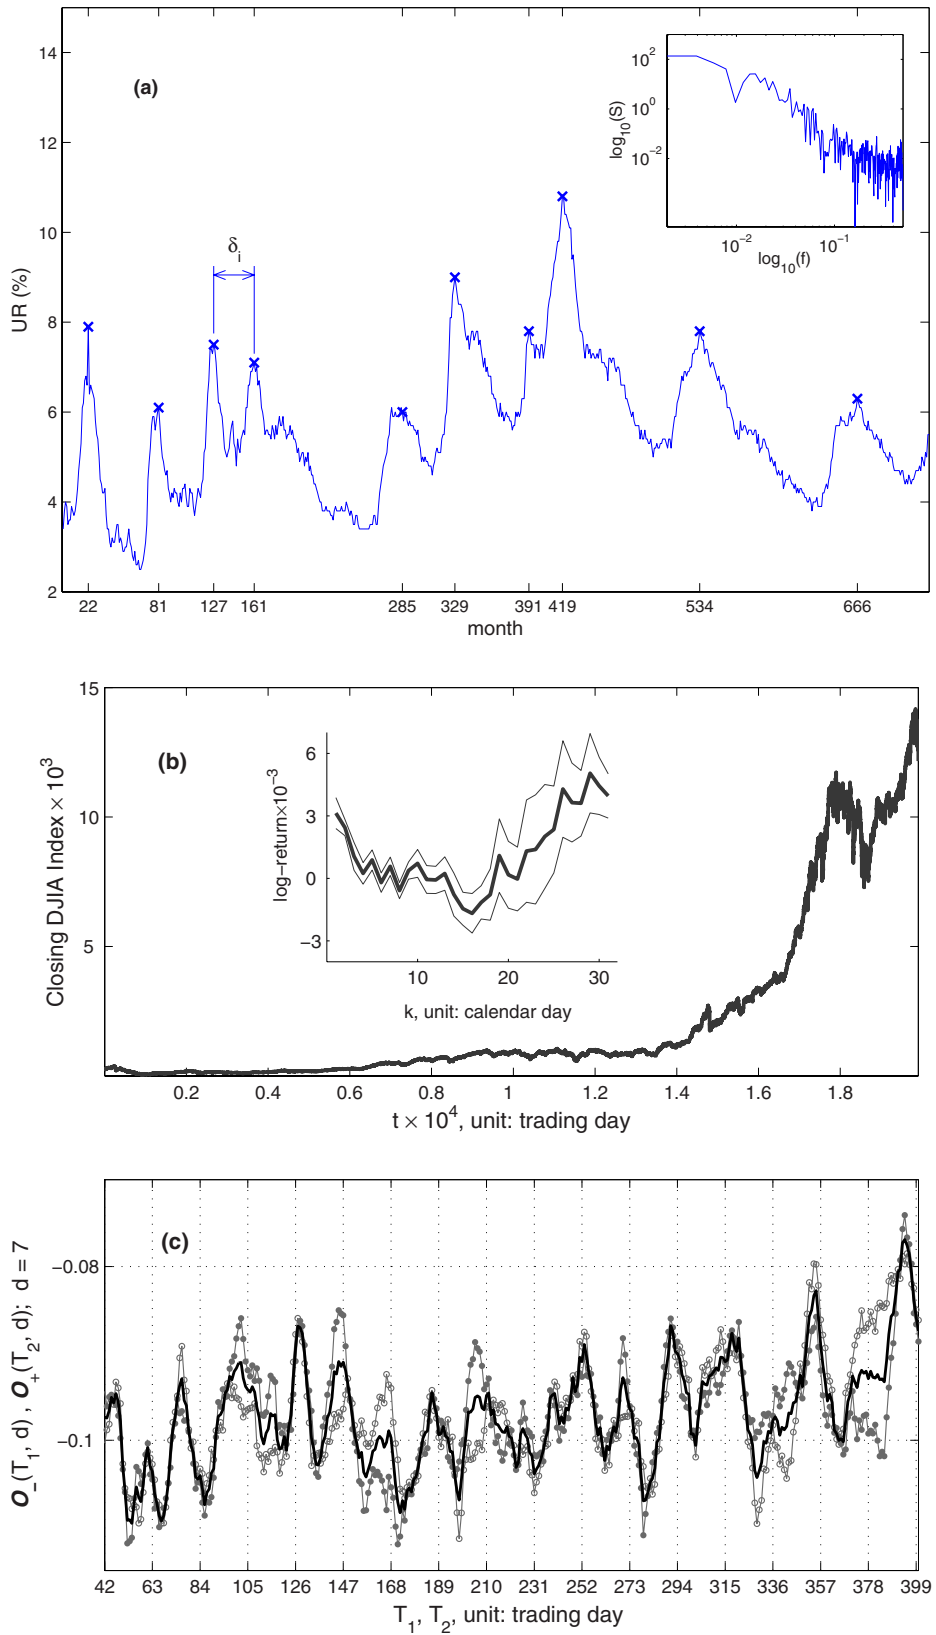 14
12
10
8
6
4
2
UR (%)
(a)
δi
22 81 127 161 285 329 391 419 534 666
month
10^2
10^0
10^−2
log10(S)
10^−2 10^−1
log10(f)
15
10
5
Closing DJIA Index × 10^3
(b)
6
3
0
−3
log−return×10^−3
10 20 30
k, unit: calendar day
0.2 0.4 0.6 0.8 1 1.2 1.4 1.6 1.8
t × 10^4, unit: trading day
(c)
−0.08
−0.1
O−(T1, d) , O+(T2, d); d = 7
42 63 84 105 126 147 168 189 210 231 252 273 294 315 336 357 378 399
T1, T2, unit: trading day